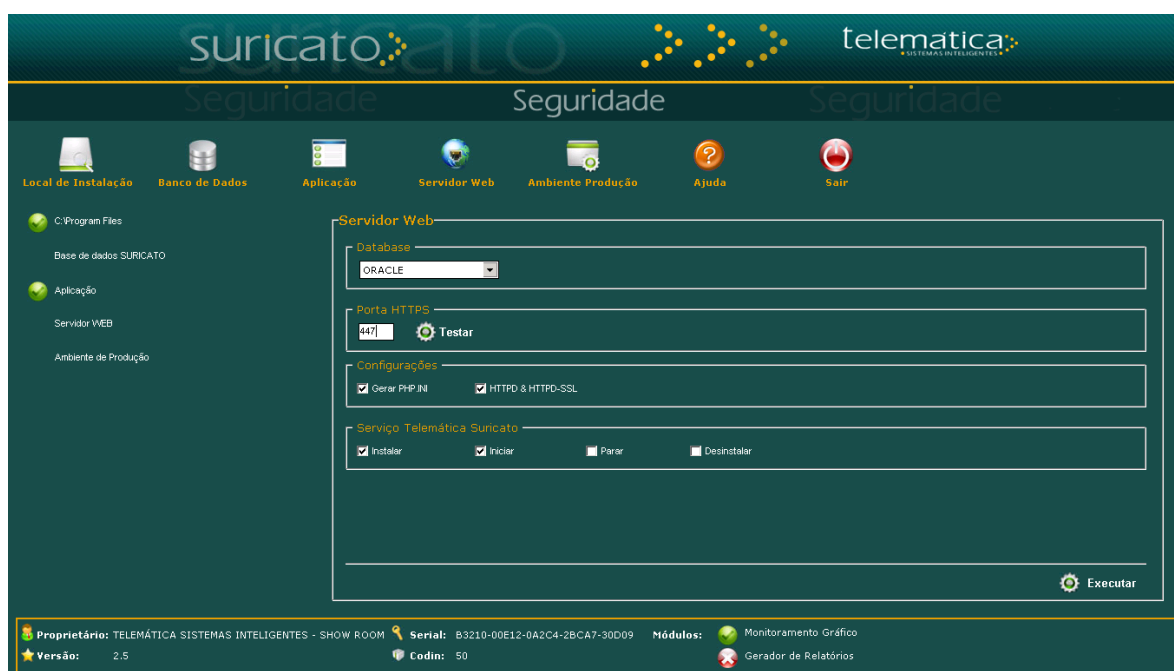 suricato
telemática
SISTEMAS INTELIGENTES
Seguridade Seguridade Seguridade
Local de Instalação Banco de Dados Aplicação Servidor Web Ambiente Produção Ajuda Sair
C:\Program Files
Base de dados SURICATO
Aplicação
Servidor WEB
Ambiente de Produção
Servidor Web
Database
ORACLE
Porta HTTPS
447 Testar
Configurações
Gerar PHP.INI HTTPD & HTTPD-SSL
Serviço Telemática Suricato
Instalar Iniciar Parar Desinstalar
Executar
Proprietário: TELEMÁTICA SISTEMAS INTELIGENTES - SHOW ROOM Serial: B3210-00E12-0A2C4-2BCA7-30D09 Módulos: Monitoramento Gráfico
Versão: 2.5 Codin: 50 Gerador de Relatórios